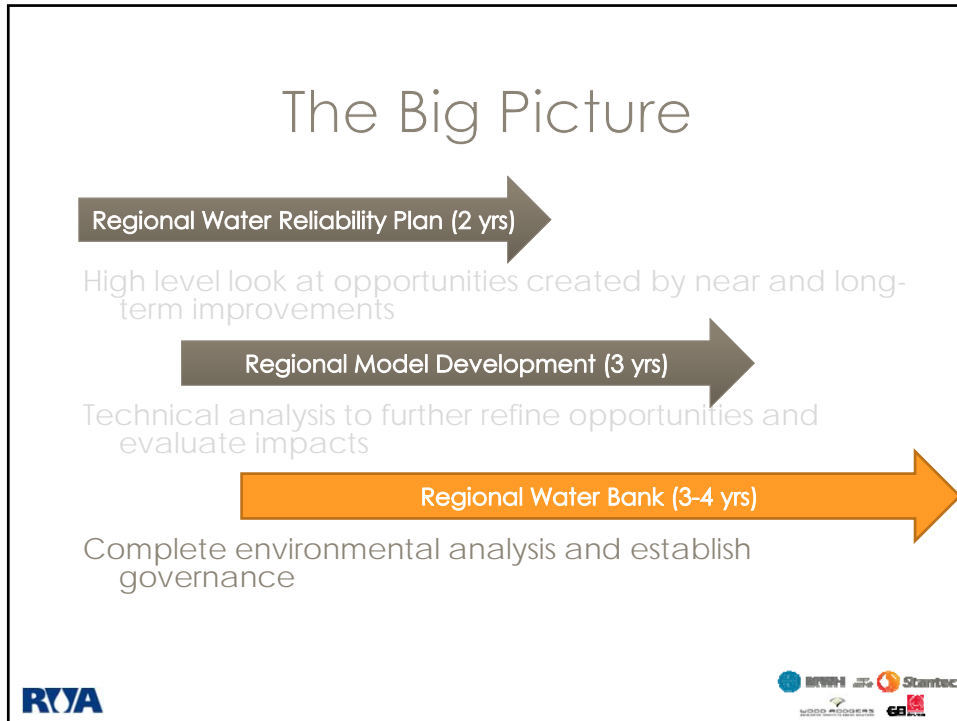 The Big Picture
Regional Water Reliability Plan (2 yrs)
High level look at opportunities created by near and long-
term improvements
Regional Model Development (3 yrs)
Technical analysis to further refine opportunities and
evaluate impacts
Regional Water Bank (3-4 yrs)
Complete environmental analysis and establish
governance
RWA
MWH
Stantec
WOOD RODGERS